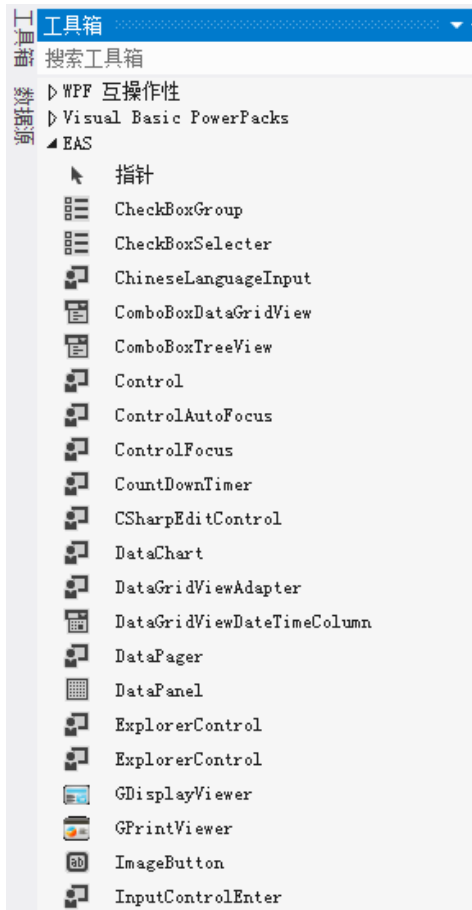 工具箱
数据源
工具箱
搜索工具箱
WPF 互操作性
Visual Basic PowerPacks
EAS
指针
CheckBoxGroup
CheckBoxSelecter
ChineseLanguageInput
ComboBoxDataGridView
ComboBoxTreeView
Control
ControlAutoFocus
ControlFocus
CountDownTimer
CSharpEditControl
DataChart
DataGridViewAdapter
DataGridViewDateTimeColumn
DataPager
DataPanel
ExplorerControl
ExplorerControl
GDisplayViewer
GPrintViewer
ImageButton
InputControlEnter